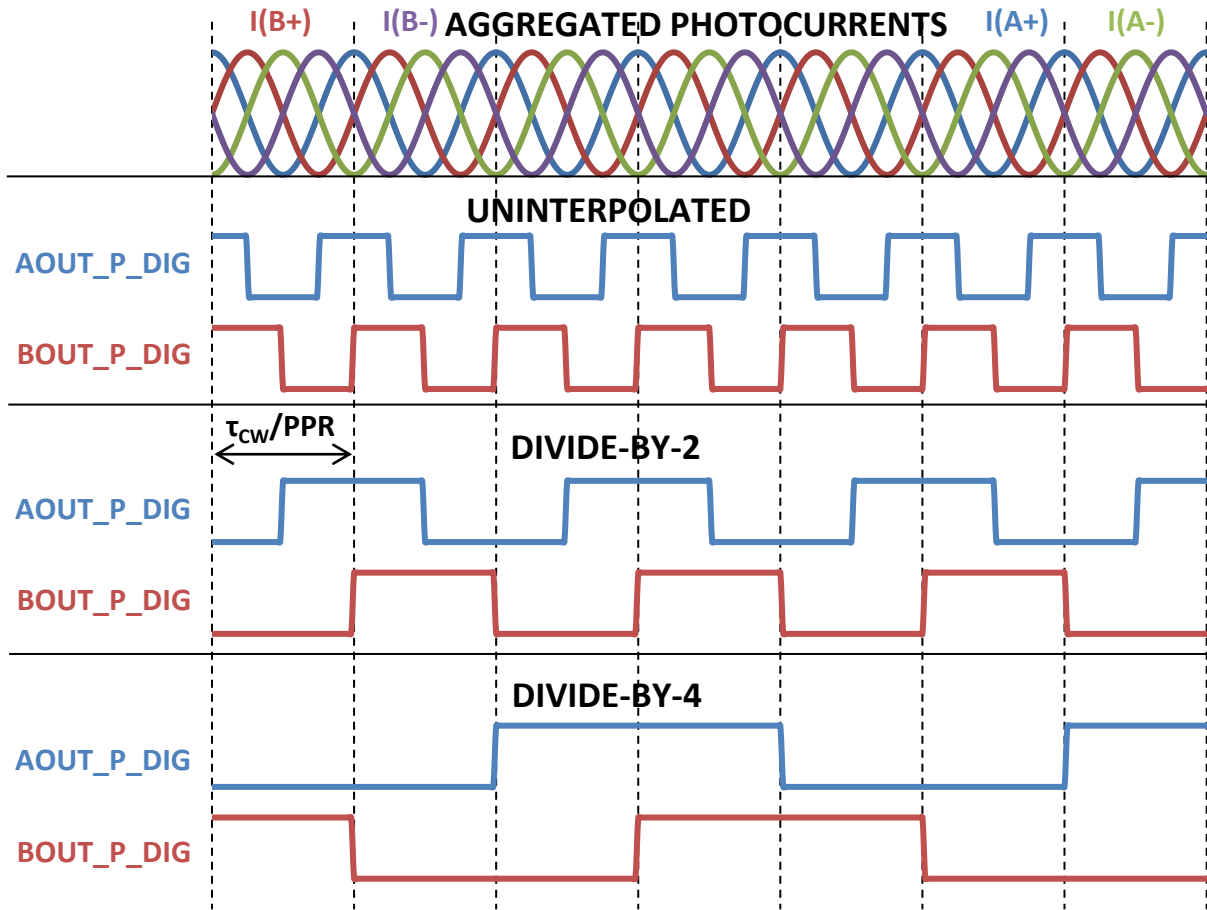 I(B+) I(B-) AGGREGATED PHOTOCURRENTS I(A+) I(A-)
UNINTERPOLATED
AOUT_P_DIG
BOUT_P_DIG
τCW/PPR
DIVIDE-BY-2
AOUT_P_DIG
BOUT_P_DIG
DIVIDE-BY-4
AOUT_P_DIG
BOUT_P_DIG